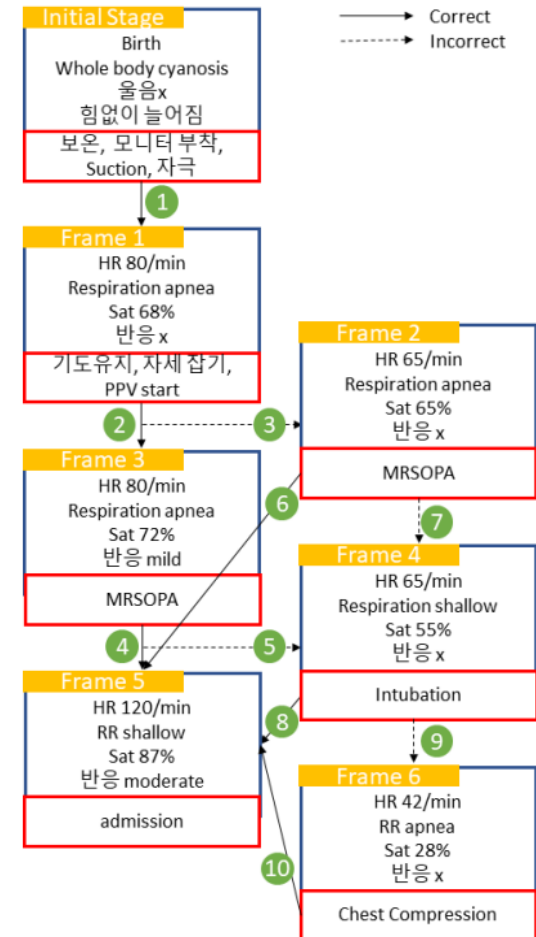 Initial Stage
Birth
Whole body cyanosis
울음x
힘없이 늘어짐
보온, 모니터 부착,
Suction, 자극
Correct
Incorrect
1
Frame 1
HR 80/min
Respiration apnea
Sat 68%
반응 x
기도유지, 자세 잡기,
PPV start
2
3
Frame 2
HR 65/min
Respiration apnea
Sat 65%
반응 x
MRSOPA
Frame 3
HR 80/min
Respiration apnea
Sat 72%
반응 mild
MRSOPA
6
7
4
5
Frame 4
HR 65/min
Respiration shallow
Sat 55%
반응 x
Intubation
Frame 5
HR 120/min
RR shallow
Sat 87%
반응 moderate
admission
8
9
10
Frame 6
HR 42/min
RR apnea
Sat 28%
반응 x
Chest Compression